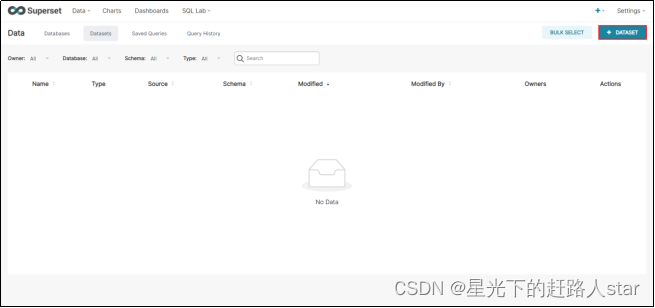 Superset Data Charts Dashboards SQL Lab + Settings
Data Databases Datasets Saved Queries Query History BULK SELECT + DATASET
Owner: All Database: All Schema: All Type: All Search
Name Type Source Schema Modified Modified By Owners Actions
No Data
CSDN @星光下的赶路人star